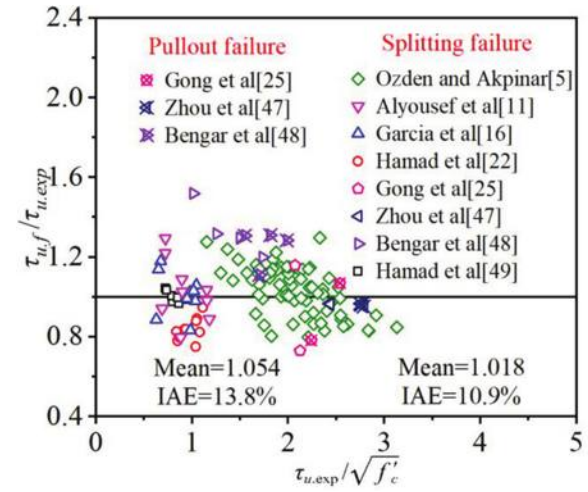 2.4
2.0
1.6
1.2
0.8
0.4
τu,f/τu,exp
Pullout failure
Gong et al[25]
Zhou et al[47]
Bengar et al[48]
Splitting failure
Ozden and Akpinar[5]
Alyousef et al[11]
Garcia et al[16]
Hamad et al[22]
Gong et al[25]
Zhou et al[47]
Bengar et al[48]
Hamad et al[49]
Mean=1.054
IAE=13.8%
Mean=1.018
IAE=10.9%
0 1 2 3 4 5
τu.exp/√f′c